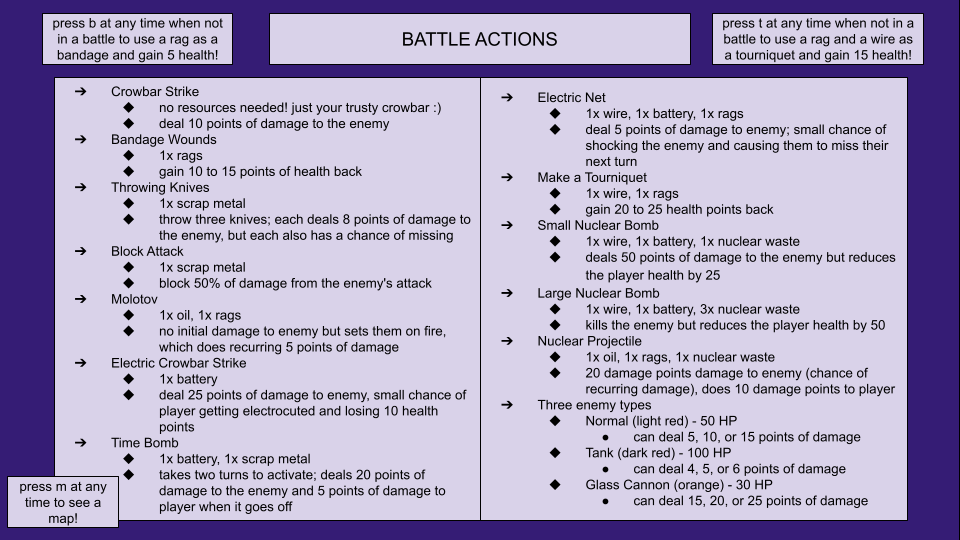 press b at any time when not
in a battle to use a rag as a
bandage and gain 5 health!
BATTLE ACTIONS
press t at any time when not in a
battle to use a rag and a wire as
a tourniquet and gain 15 health!
➔ Crowbar Strike
◆ no resources needed! just your trusty crowbar :)
◆ deal 10 points of damage to the enemy
➔ Bandage Wounds
◆ 1x rags
◆ gain 10 to 15 points of health back
➔ Throwing Knives
◆ 1x scrap metal
◆ throw three knives; each deals 8 points of damage to
the enemy, but each also has a chance of missing
➔ Block Attack
◆ 1x scrap metal
◆ block 50% of damage from the enemy's attack
➔ Molotov
◆ 1x oil, 1x rags
◆ no initial damage to enemy but sets them on fire,
which does recurring 5 points of damage
➔ Electric Crowbar Strike
◆ 1x battery
◆ deal 25 points of damage to enemy, small chance of
player getting electrocuted and losing 10 health
points
➔ Time Bomb
◆ 1x battery, 1x scrap metal
◆ takes two turns to activate; deals 20 points of
damage to the enemy and 5 points of damage to
player when it goes off
➔ Electric Net
◆ 1x wire, 1x battery, 1x rags
◆ deal 5 points of damage to enemy; small chance of
shocking the enemy and causing them to miss their
next turn
➔ Make a Tourniquet
◆ 1x wire, 1x rags
◆ gain 20 to 25 health points back
➔ Small Nuclear Bomb
◆ 1x wire, 1x battery, 1x nuclear waste
◆ deals 50 points of damage to the enemy but reduces
the player health by 25
➔ Large Nuclear Bomb
◆ 1x wire, 1x battery, 3x nuclear waste
◆ kills the enemy but reduces the player health by 50
➔ Nuclear Projectile
◆ 1x oil, 1x rags, 1x nuclear waste
◆ 20 damage points damage to enemy (chance of
recurring damage), does 10 damage points to player
➔ Three enemy types
◆ Normal (light red) - 50 HP
● can deal 5, 10, or 15 points of damage
◆ Tank (dark red) - 100 HP
● can deal 4, 5, or 6 points of damage
◆ Glass Cannon (orange) - 30 HP
● can deal 15, 20, or 25 points of damage
press m at any
time to see a
map!